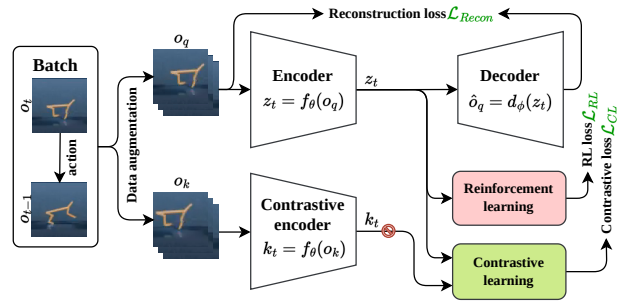 Reconstruction loss ℒ_Recon
o_q
Batch
o_t
action
o_{t-1}
Data augmentation
Encoder
z_t = f_θ(o_q)
z_t
Decoder
ô_q = d_ϕ(z_t)
RL loss ℒ_RL
Contrastive loss ℒ_CL
o_k
Contrastive
encoder
k_t = f_θ(o_k)
k_t
Reinforcement
learning
Contrastive
learning